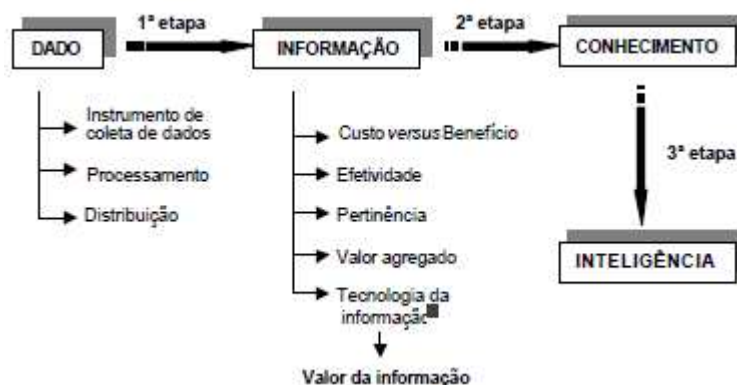 1ª etapa
2ª etapa
DADO
INFORMAÇÃO
CONHECIMENTO
Instrumento de
coleta de dados
Processamento
Distribuição
Custo versus Benefício
Efetividade
Pertinência
Valor agregado
Tecnologia da
informação
Valor da informação
3ª etapa
INTELIGÊNCIA